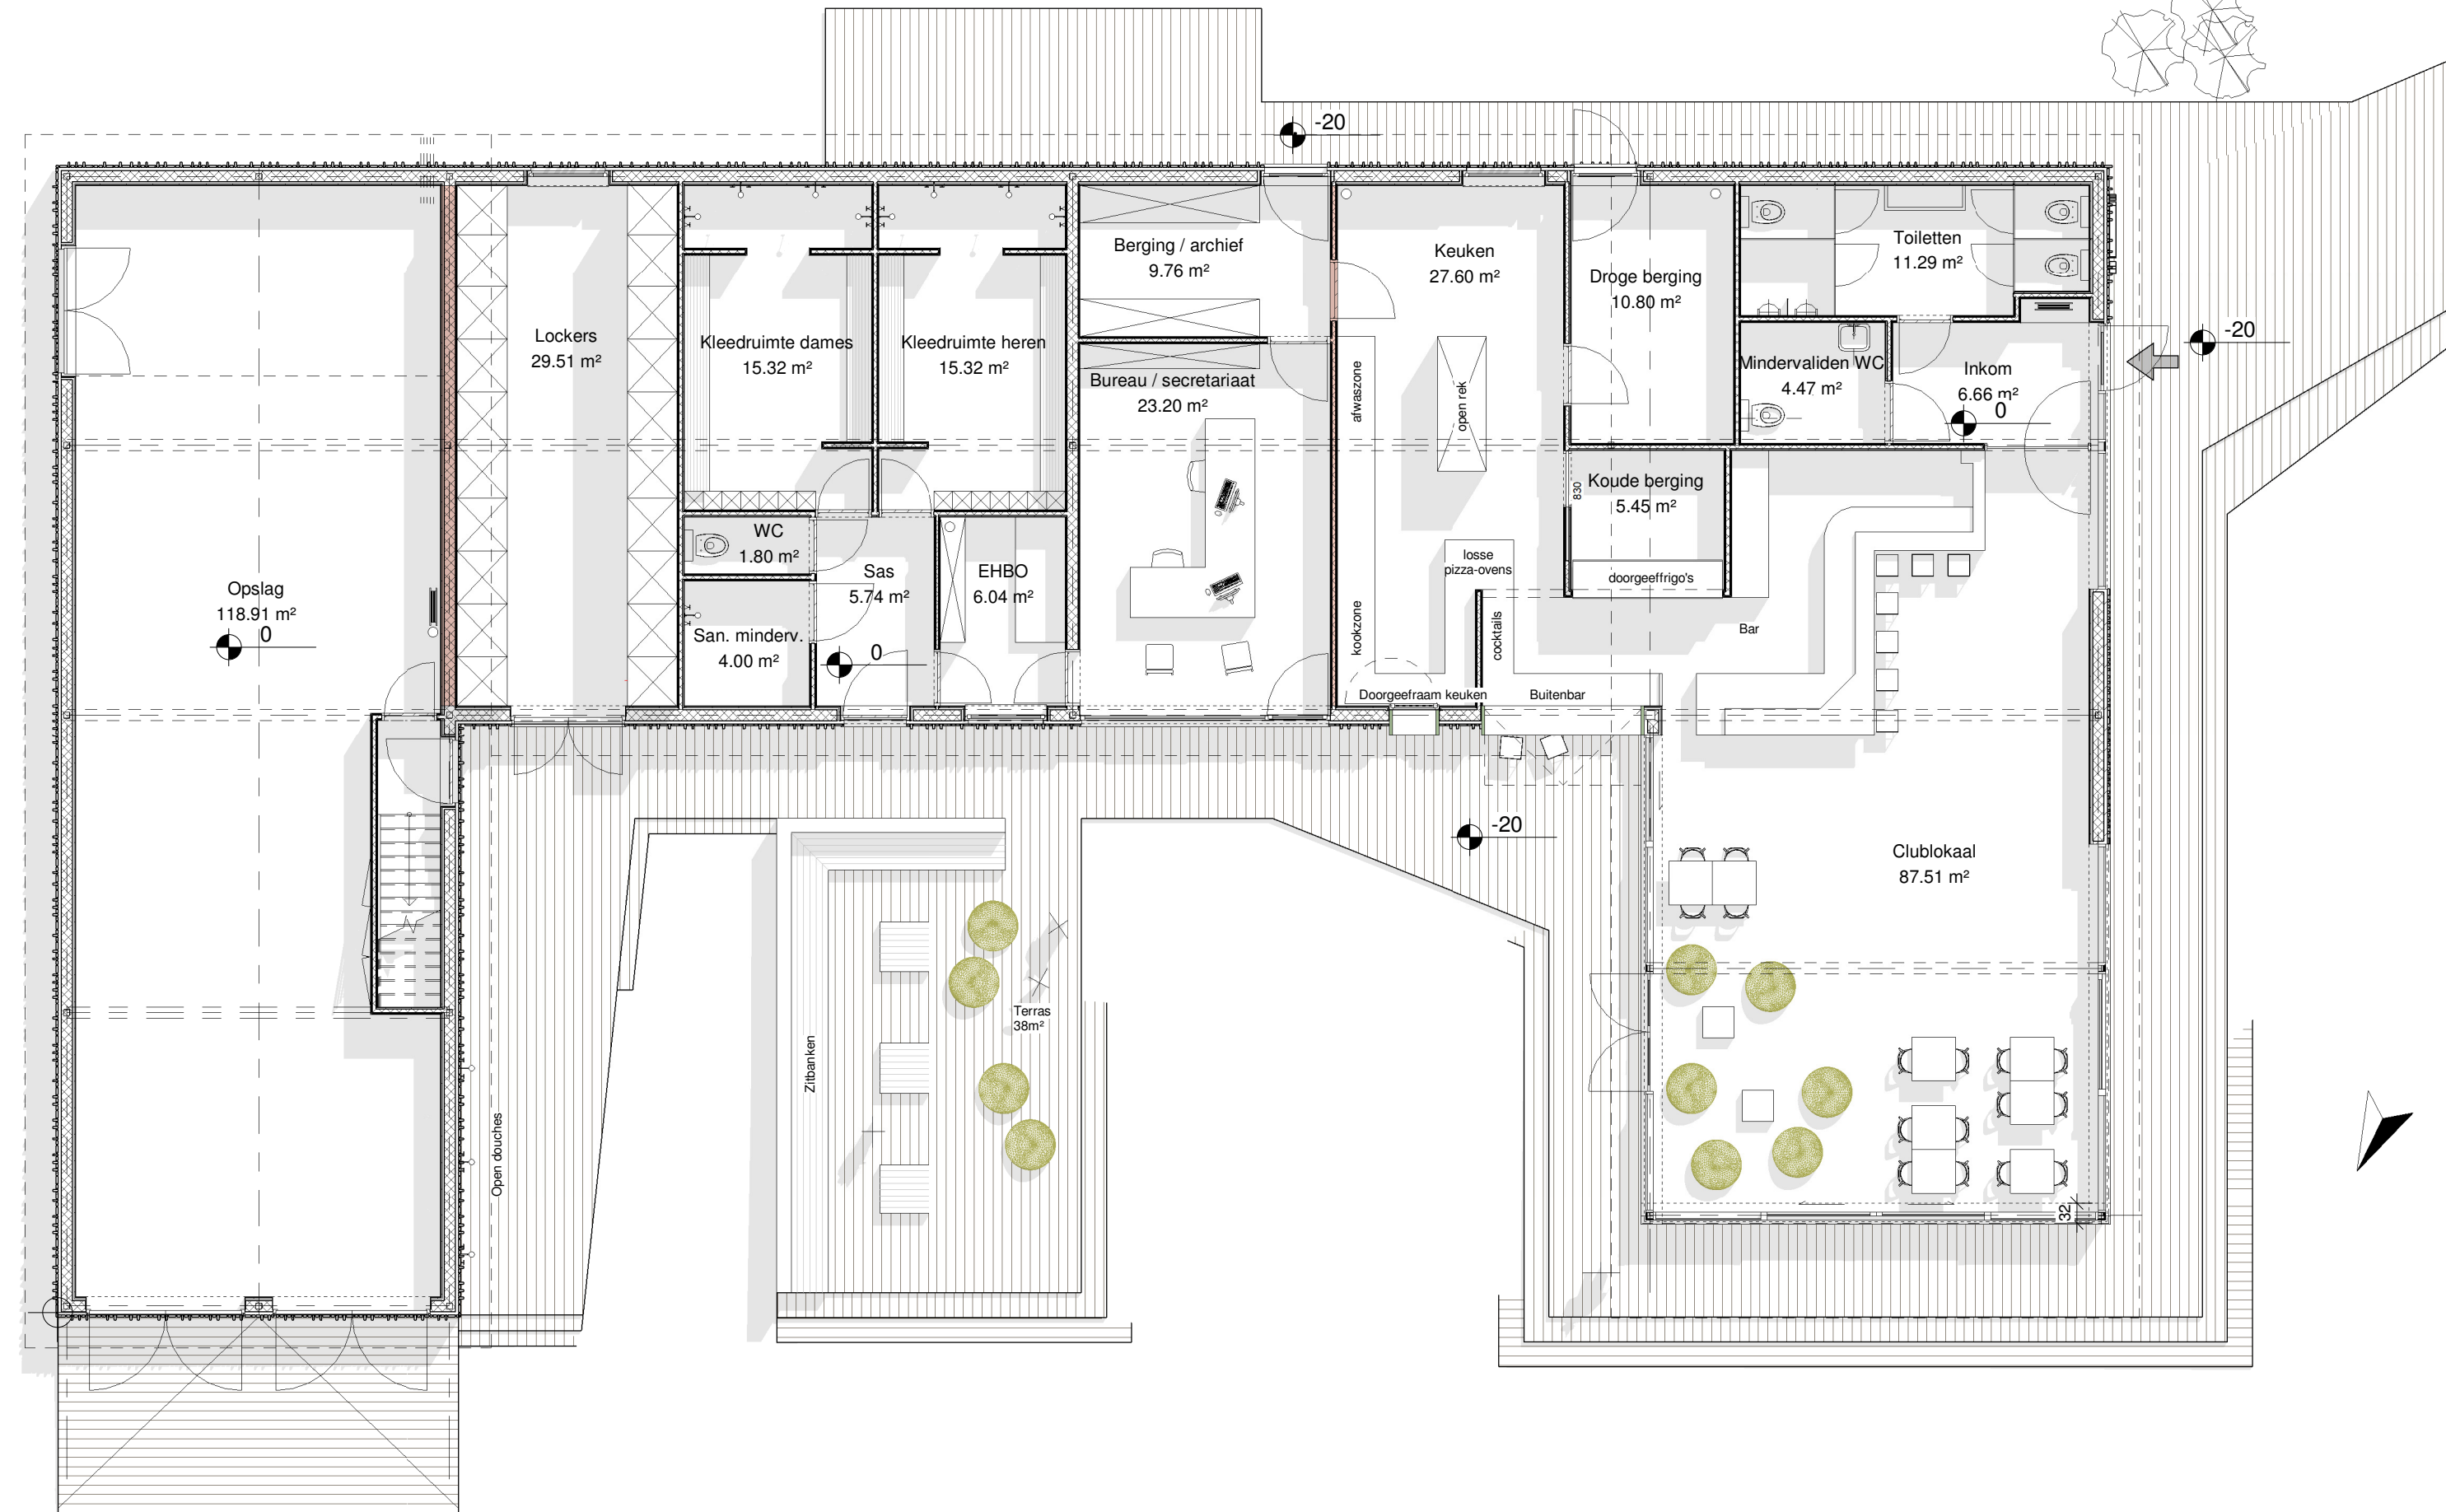 -20
Berging / archief
9.76 m²
Keuken
27.60 m²
Droge berging
10.80 m²
Toiletten
11.29 m²
-20
Lockers
29.51 m²
Kleedruimte dames
15.32 m²
Kleedruimte heren
15.32 m²
Bureau / secretariaat
23.20 m²
afwaszone
open rek
Mindervaliden WC
4.47 m²
Inkom
6.66 m²
0
Koude berging
5.45 m²
830
WC
1.80 m²
Sas
5.74 m²
EHBO
6.04 m²
losse
pizza-ovens
doorgeeffrigo's
Opslag
118.91 m²
0
San. minderv.
4.00 m²
0
kookzone
cocktails
Bar
Doorgeefraam keuken
Buitenbar
-20
Clublokaal
87.51 m²
Terras
38m²
Zitbanken
Open douches
32